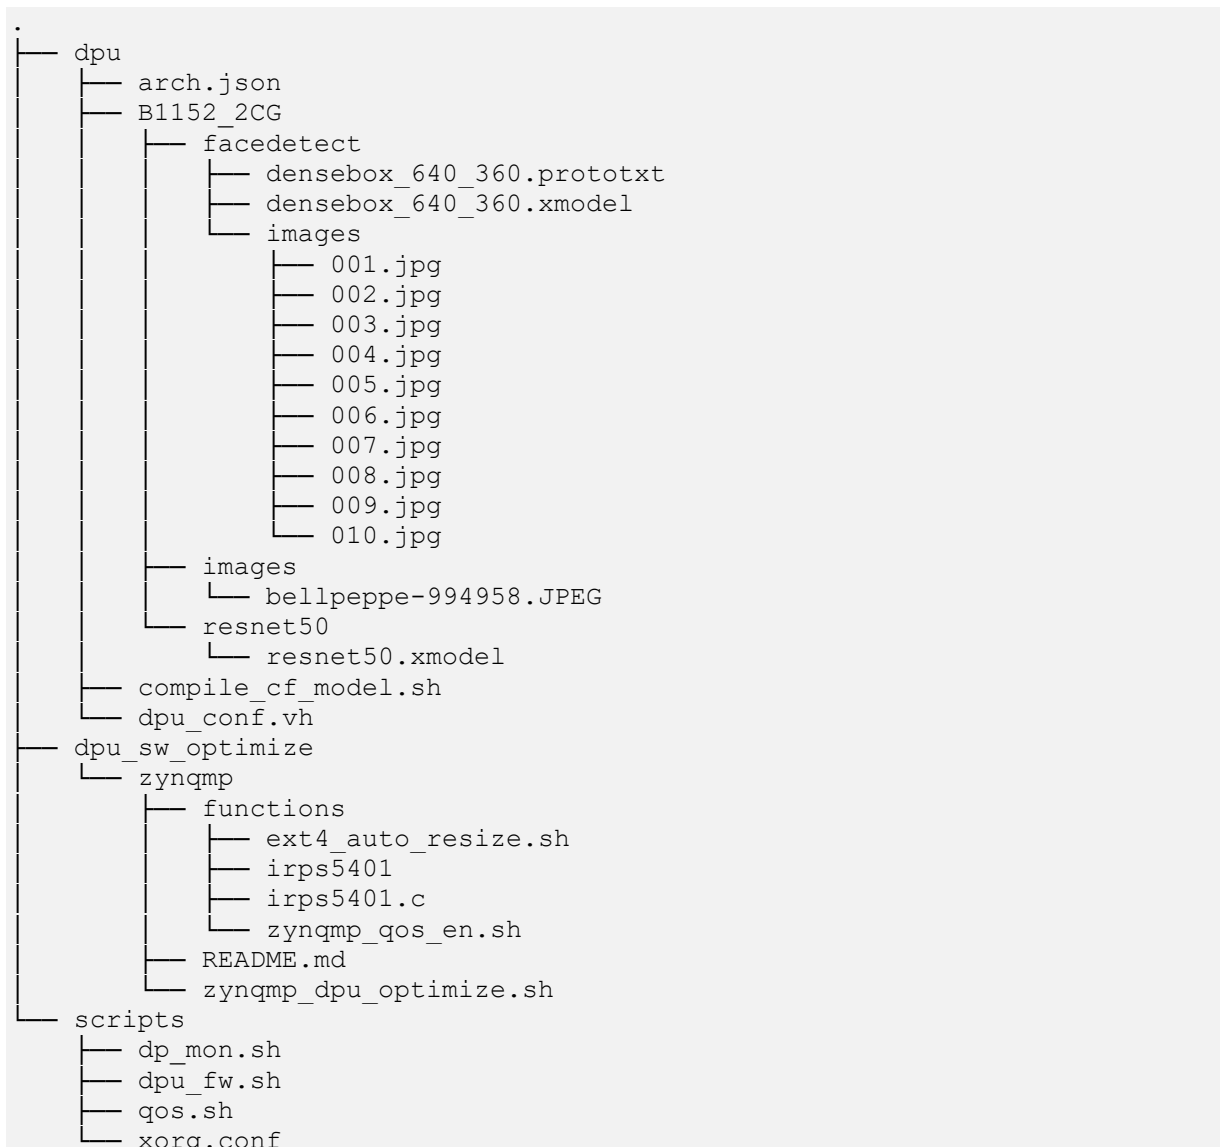 .
├── dpu
│   ├── arch.json
│   ├── B1152_2CG
│   │   ├── facedetect
│   │   │   ├── densebox_640_360.prototxt
│   │   │   ├── densebox_640_360.xmodel
│   │   │   └── images
│   │   │       ├── 001.jpg
│   │   │       ├── 002.jpg
│   │   │       ├── 003.jpg
│   │   │       ├── 004.jpg
│   │   │       ├── 005.jpg
│   │   │       ├── 006.jpg
│   │   │       ├── 007.jpg
│   │   │       ├── 008.jpg
│   │   │       ├── 009.jpg
│   │   │       └── 010.jpg
│   │   ├── images
│   │   │   └── bellpeppe-994958.JPEG
│   │   └── resnet50
│   │       └── resnet50.xmodel
│   ├── compile_cf_model.sh
│   └── dpu_conf.vh
├── dpu_sw_optimize
│   └── zynqmp
│       ├── functions
│       │   ├── ext4_auto_resize.sh
│       │   ├── irps5401
│       │   ├── irps5401.c
│       │   └── zynqmp_qos_en.sh
│       ├── README.md
│       └── zynqmp_dpu_optimize.sh
└── scripts
    ├── dp_mon.sh
    ├── dpu_fw.sh
    ├── qos.sh
    └── xorg.conf